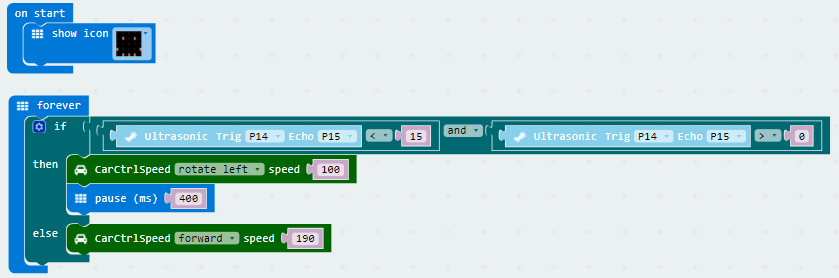 on start
show icon
forever
if Ultrasonic Trig P14 Echo P15 < 15 and Ultrasonic Trig P14 Echo P15 > 0
then CarCtrlSpeed rotate left speed 100
pause (ms) 400
else CarCtrlSpeed forward speed 190